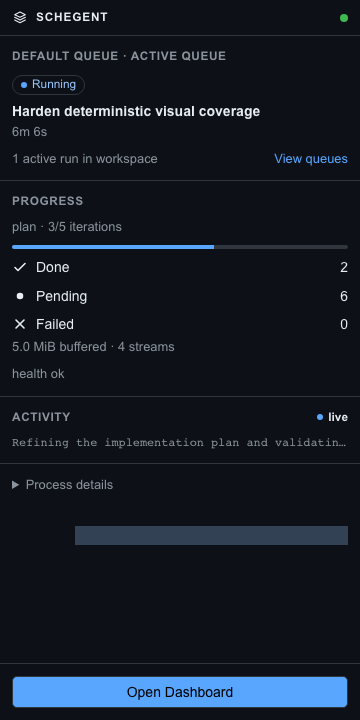 SCHEGENT
DEFAULT QUEUE · ACTIVE QUEUE
Running
Harden deterministic visual coverage
6m 6s
1 active run in workspace View queues
PROGRESS
plan · 3/5 iterations
Done 2
Pending 6
Failed 0
5.0 MiB buffered · 4 streams
health ok
ACTIVITY live
Refining the implementation plan and validatin…
Process details
Open Dashboard